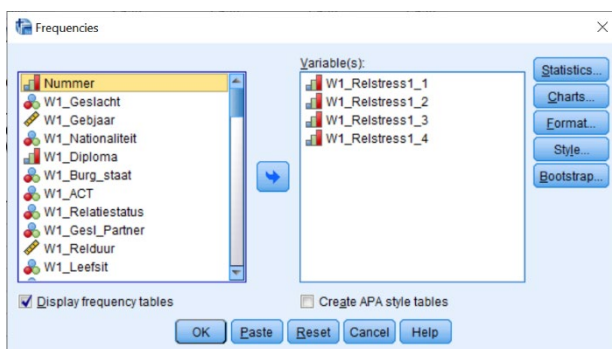 Frequencies
Nummer
W1_Geslacht
W1_Gebjaar
W1_Nationaliteit
W1_Diploma
W1_Burg_staat
W1_ACT
W1_Relatiestatus
W1_Gesl_Partner
W1_Relduur
W1_Leefsit
Variable(s):
W1_Relstress1_1
W1_Relstress1_2
W1_Relstress1_3
W1_Relstress1_4
Statistics...
Charts...
Format...
Style...
Bootstrap...
Display frequency tables
Create APA style tables
OK Paste Reset Cancel Help